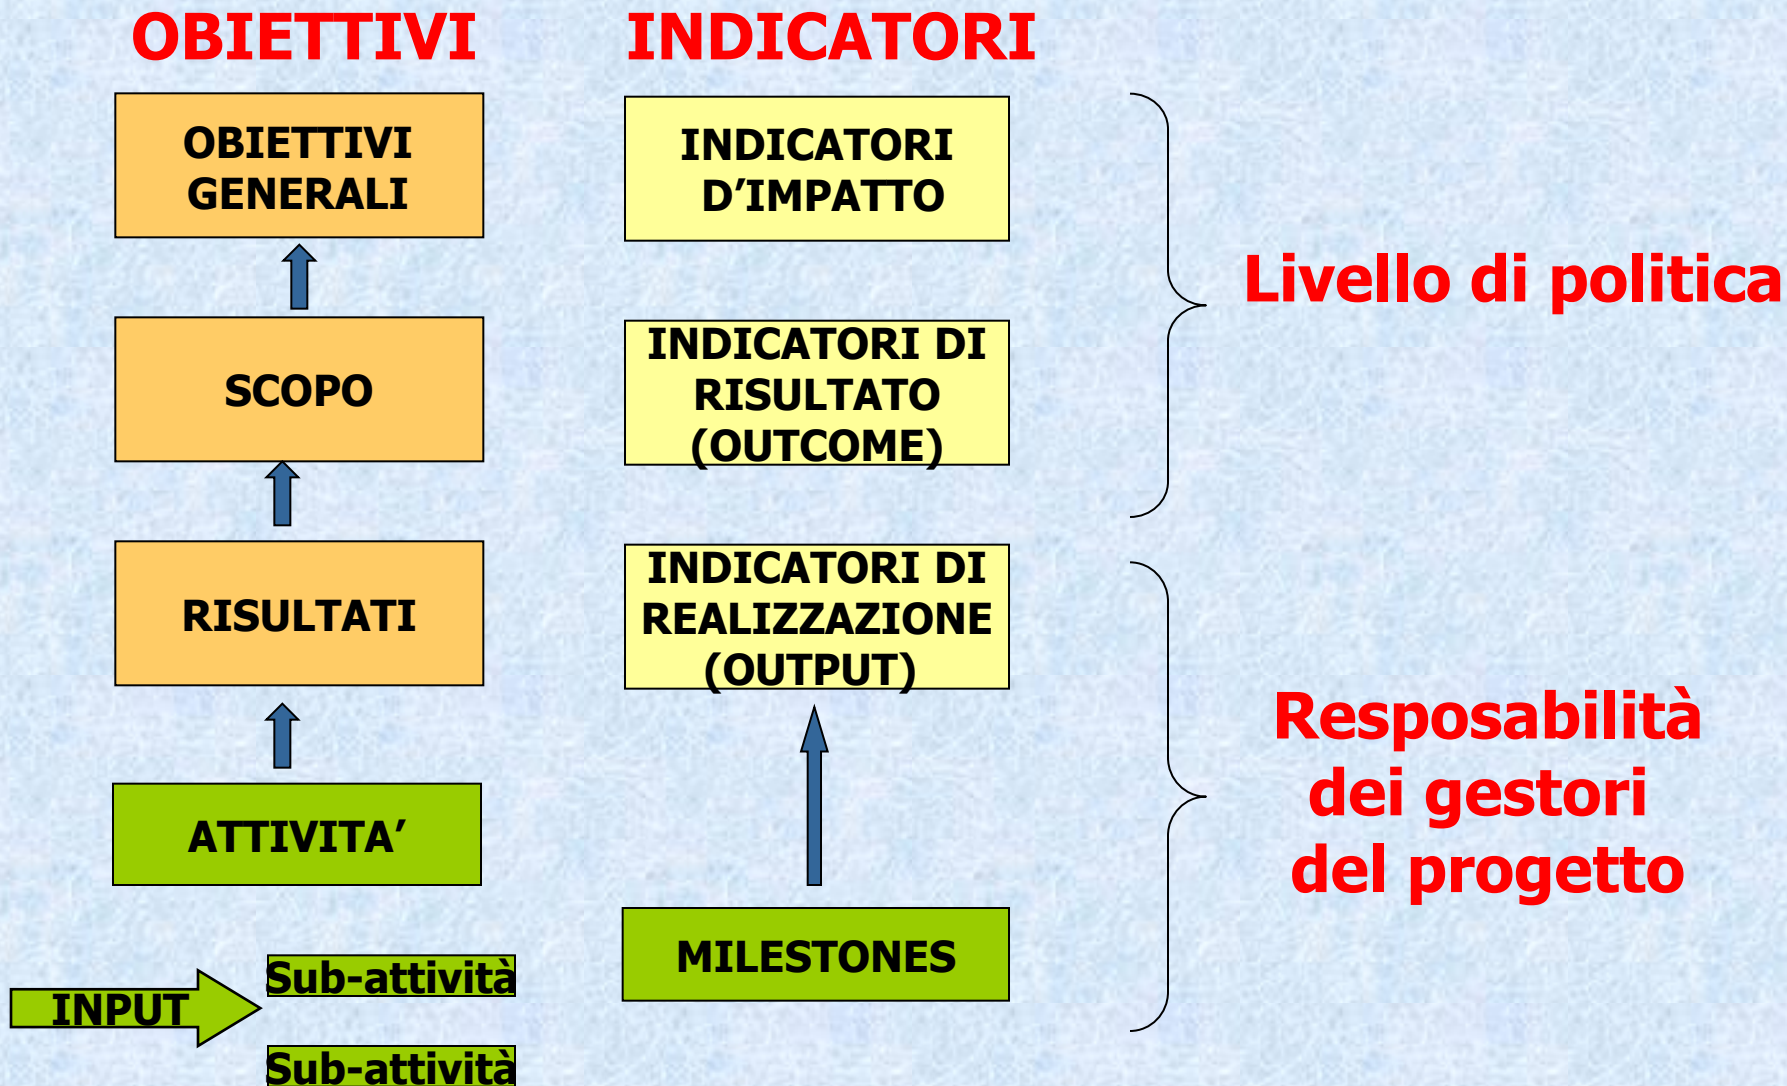 OBIETTIVI
INDICATORI
OBIETTIVI
GENERALI
INDICATORI
D’IMPATTO
Livello di politica
SCOPO
INDICATORI DI
RISULTATO
(OUTCOME)
RISULTATI
INDICATORI DI
REALIZZAZIONE
(OUTPUT)
Resposabilità
dei gestori
del progetto
ATTIVITA’
MILESTONES
INPUT
Sub-attività
Sub-attività